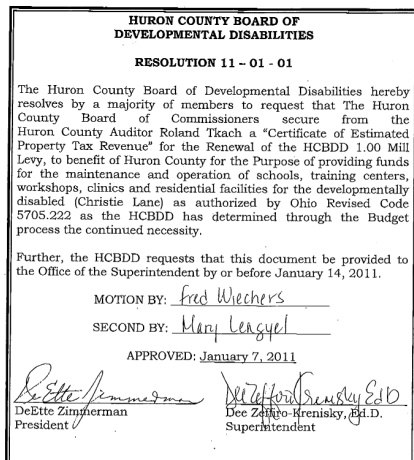 HURON COUNTY BOARD OF
DEVELOPMENTAL DISABILITIES
RESOLUTION 11 – 01 - 01
The Huron County Board of Developmental Disabilities hereby
resolves by a majority of members to request that The Huron
County Board of Commissioners secure from the
Huron County Auditor Roland Tkach a "Certificate of Estimated
Property Tax Revenue" for the Renewal of the HCBDD 1.00 Mill
Levy, to benefit of Huron County for the Purpose of providing funds
for the maintenance and operation of schools, training centers,
workshops, clinics and residential facilities for the developmentally
disabled (Christie Lane) as authorized by Ohio Revised Code
5705.222 as the HCBDD has determined through the Budget
process the continued necessity.
Further, the HCBDD requests that this document be provided to
the Office of the Superintendent by or before January 14, 2011.
MOTION BY: Fred Wiechers
SECOND BY: Mary Lengyel
APPROVED: January 7, 2011
DeEtte Zimmerman Dee Zeffiro-Krenisky Ed D
DeEtte Zimmerman Dee Zeffiro-Krenisky, Ed.D.
President Superintendent